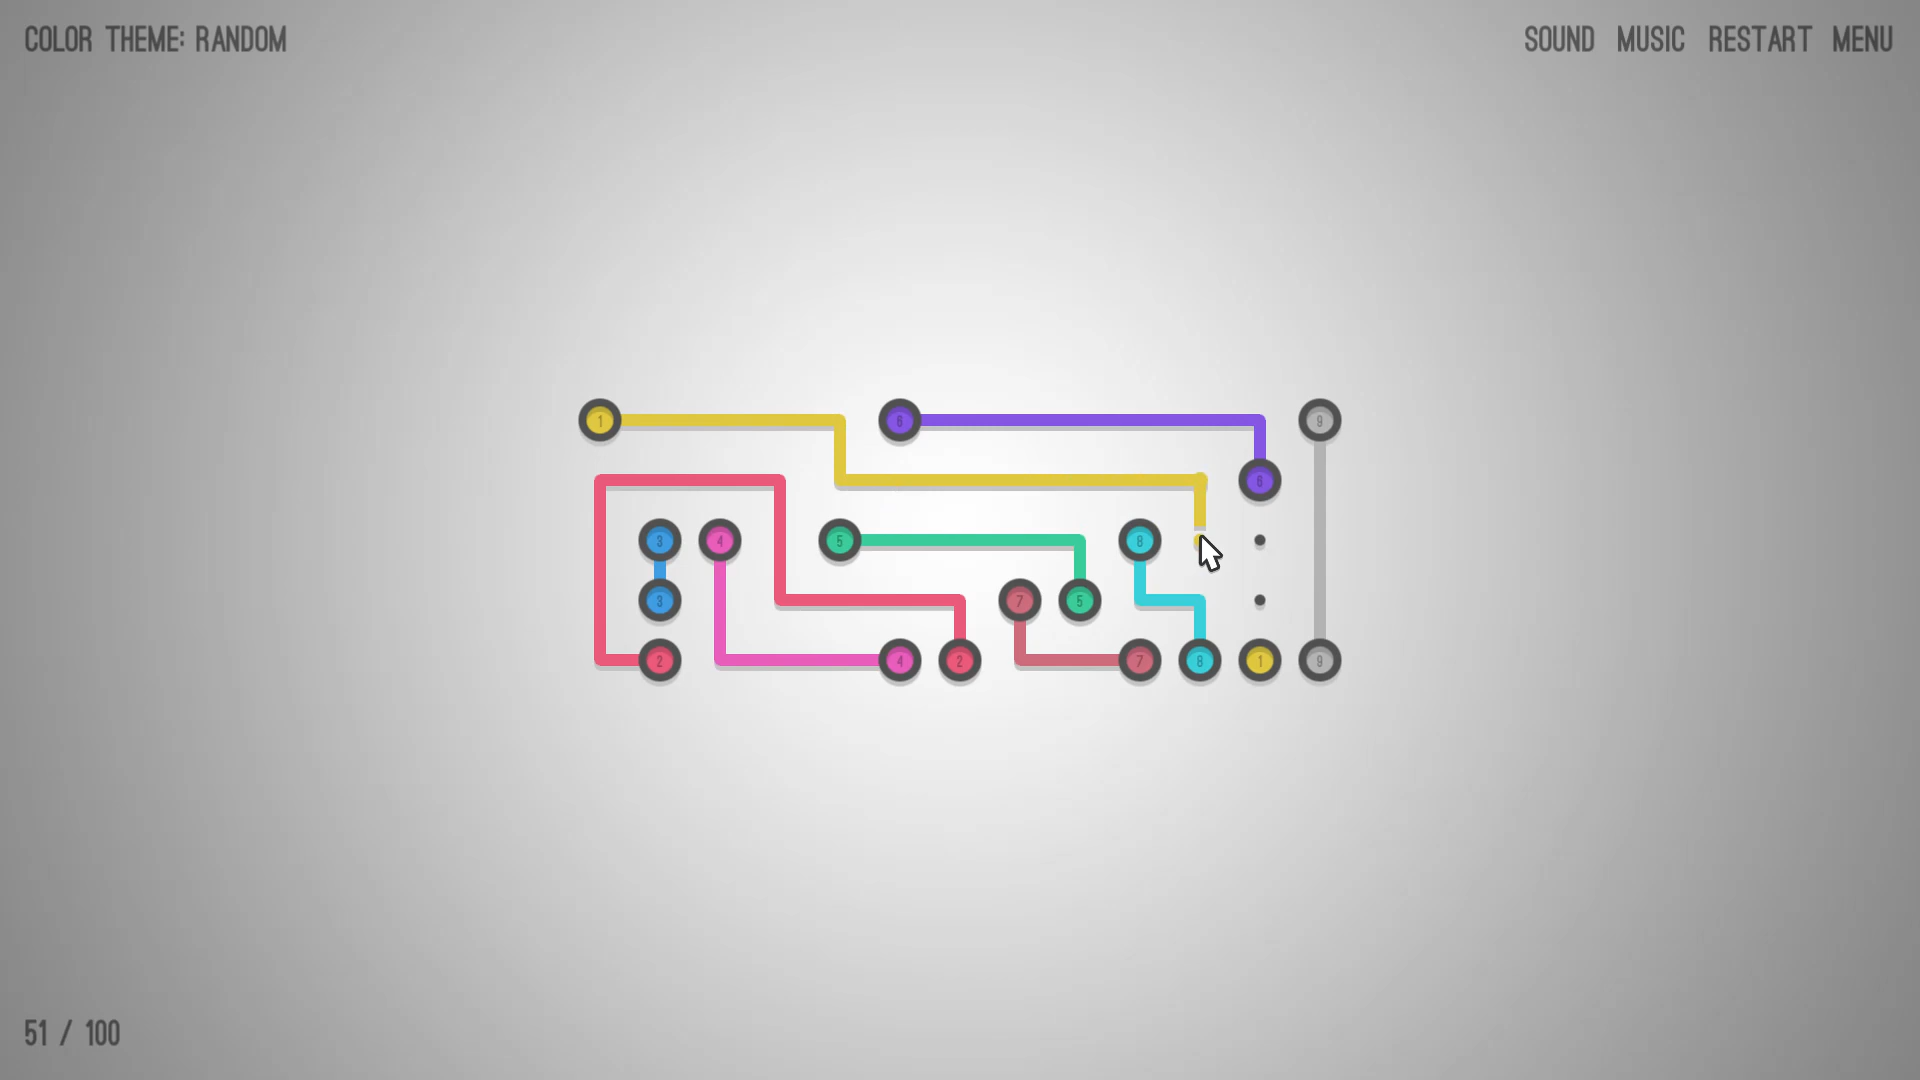 COLOR THEME: RANDOM
SOUND MUSIC RESTART MENU
1 6 9
6
3 4 5 8
3 7 5
2 4 2 7 8 1 9
51 / 100